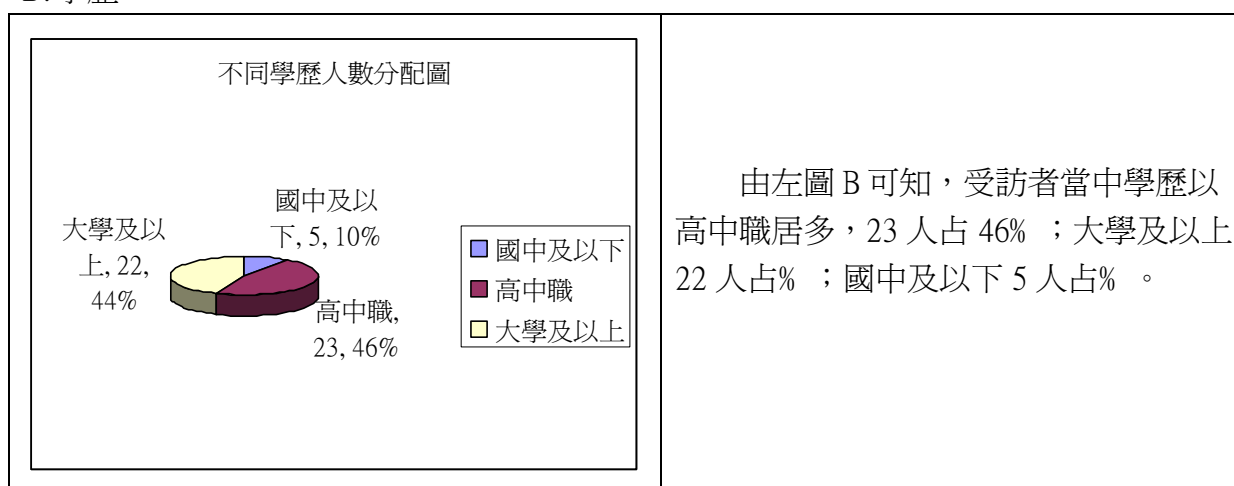 不同學歷人數分配圖
國中及以
下, 5, 10%
大學及以
上, 22,
44%
高中職,
23, 46%
國中及以下
高中職
大學及以上
由左圖 B 可知，受訪者當中學歷以
高中職居多，23 人占 46% ；大學及以上
22 人占% ；國中及以下 5 人占% 。